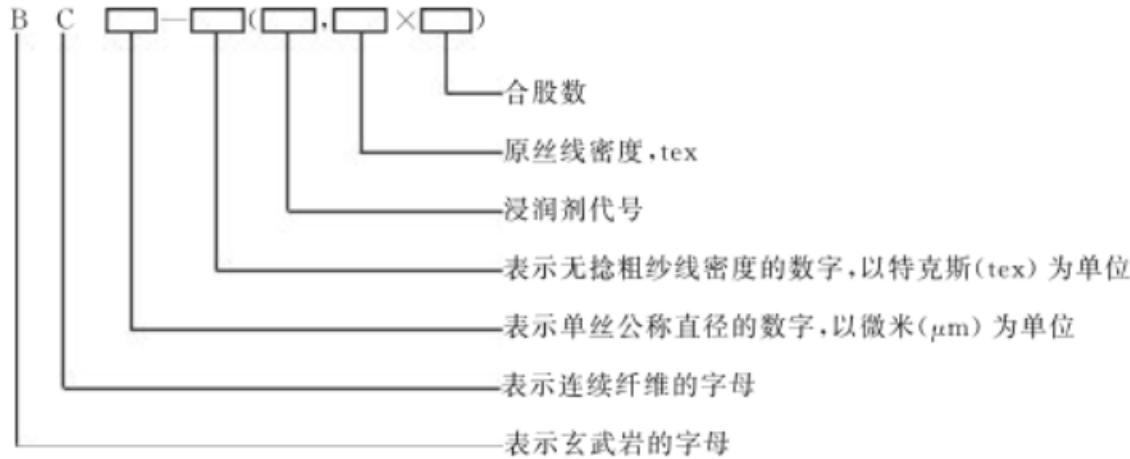 B C □—□(□,□×□)
合股数
原丝线密度,tex
浸润剂代号
表示无捻粗纱线密度的数字,以特克斯(tex)为单位
表示单丝公称直径的数字,以微米(μm)为单位
表示连续纤维的字母
表示玄武岩的字母